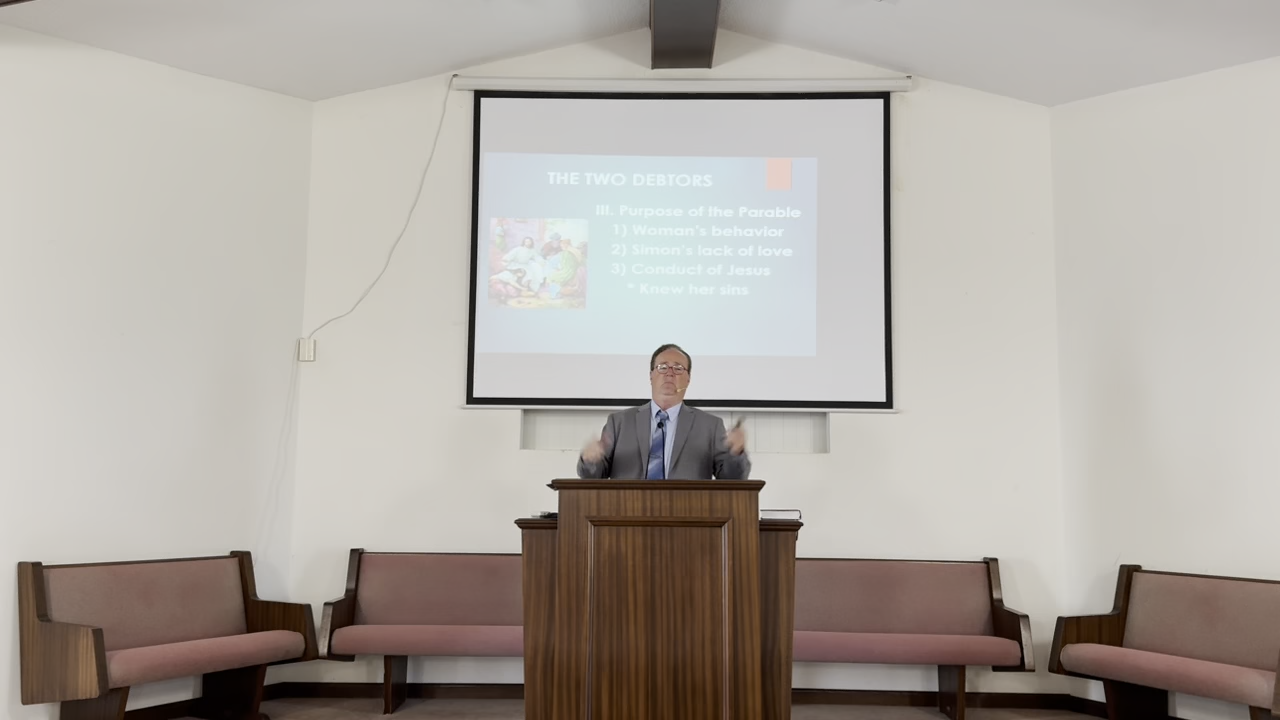 THE TWO DEBTORS
III. Purpose of the Parable
1) Woman's behavior
2) Simon's lack of love
3) Conduct of Jesus
* Knew her sins